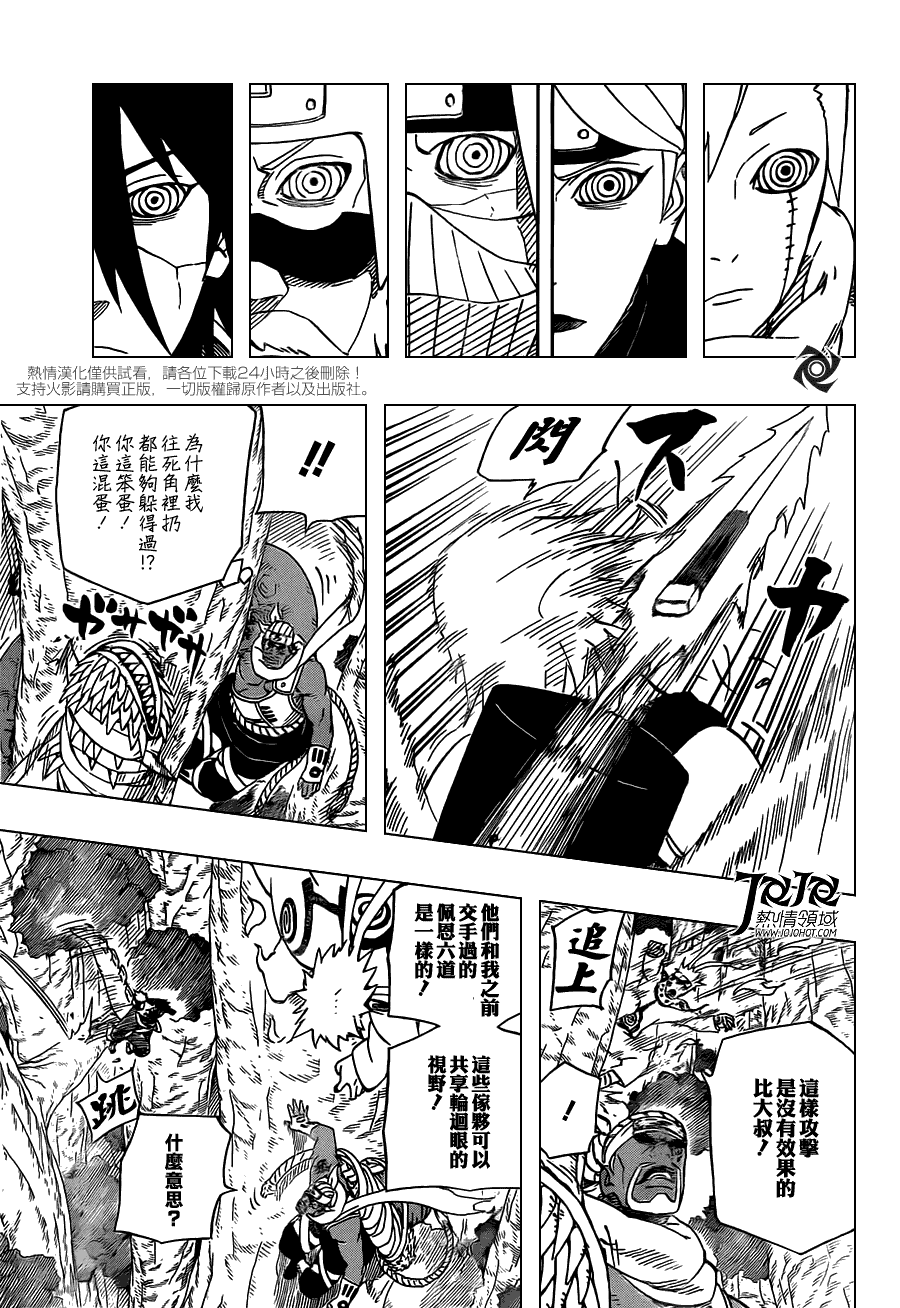 熱情漢化僅供試看，請各位下載24小時之後刪除！
支持火影請購買正版，一切版權歸原作者以及出版社。
閃
ス
カ
!!
為什麼我
往死角裡扔
都能夠躲得過!?
你這笨蛋！
你這混蛋！
ガサガサ
JOJO
熱情領域
WWW.JOJOHOT.COM
這樣攻擊
是沒有效果的
比大叔！
追上
！
他們和我之前
交手過的
佩恩六道
是一樣的！
這些傢夥可以
共享輪迴眼的
視野！
跳
什麼意思？